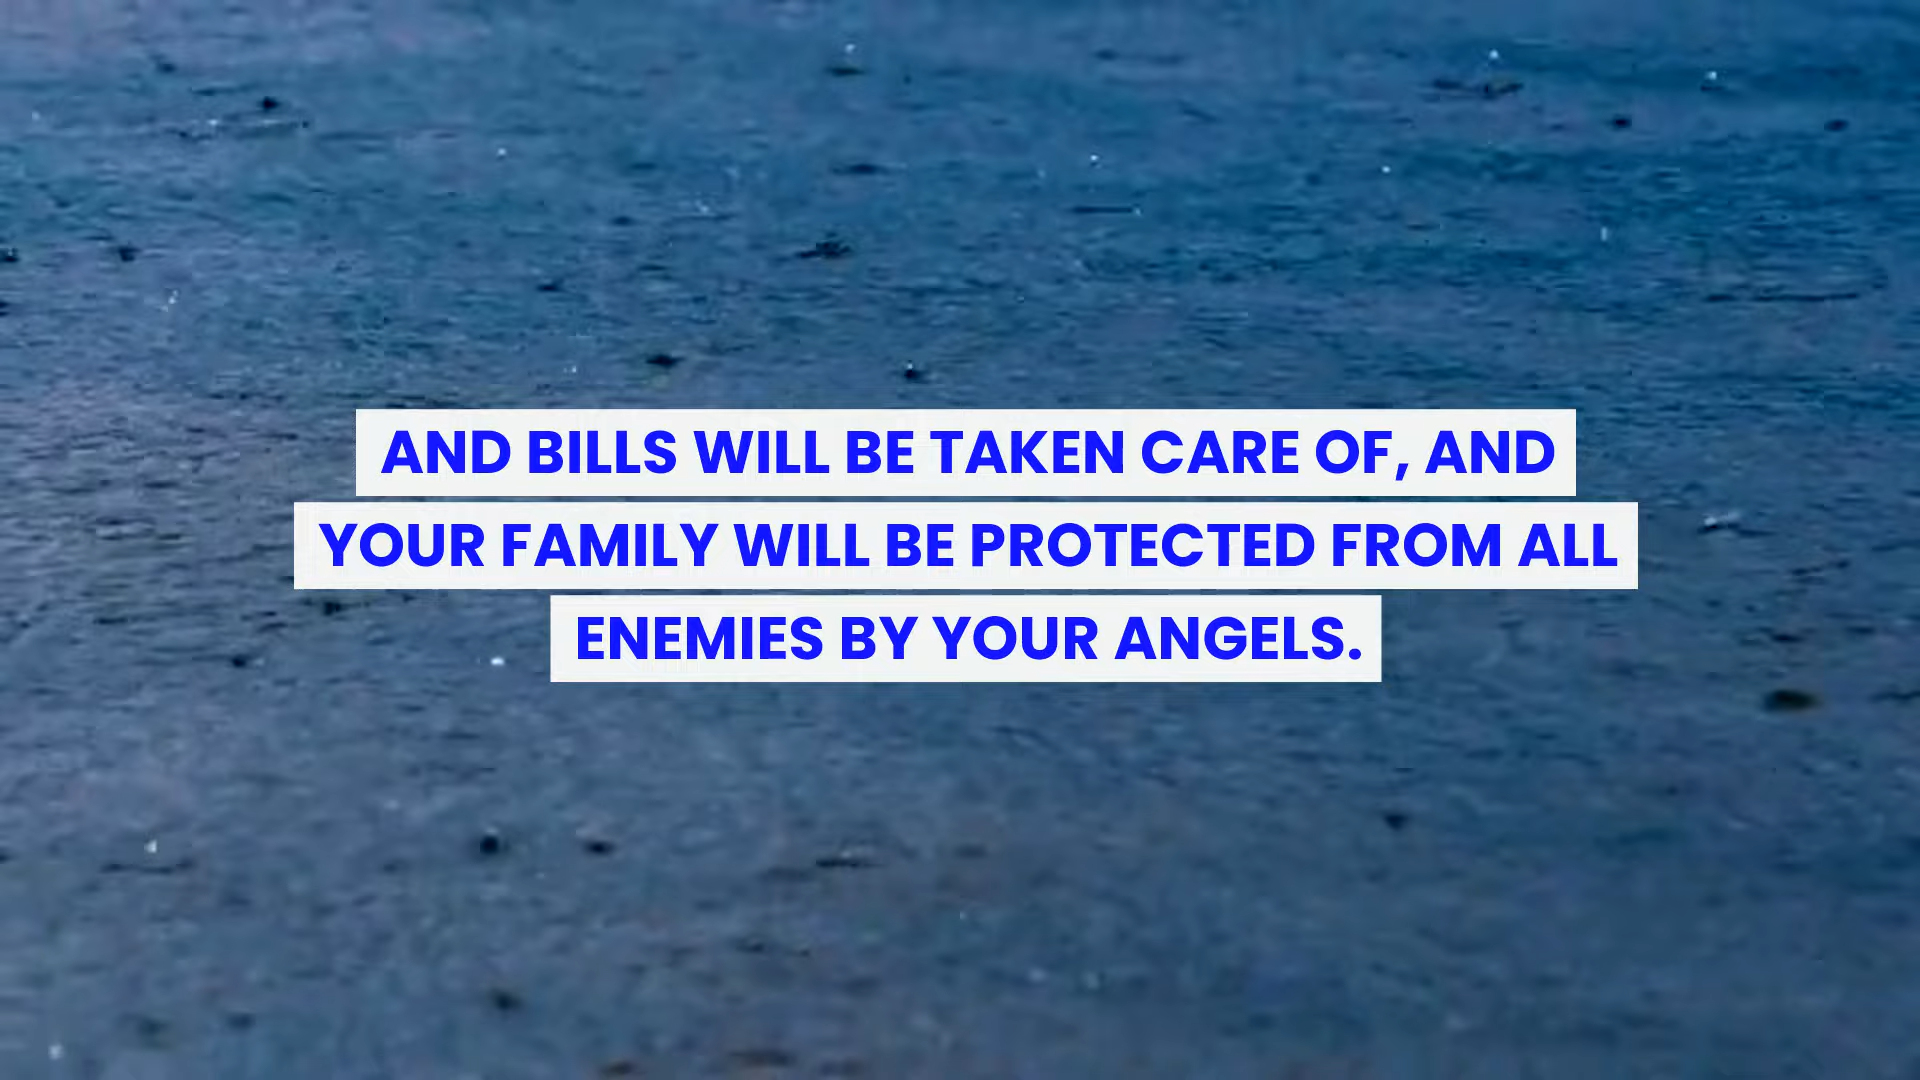 AND BILLS WILL BE TAKEN CARE OF, AND
YOUR FAMILY WILL BE PROTECTED FROM ALL
ENEMIES BY YOUR ANGELS.